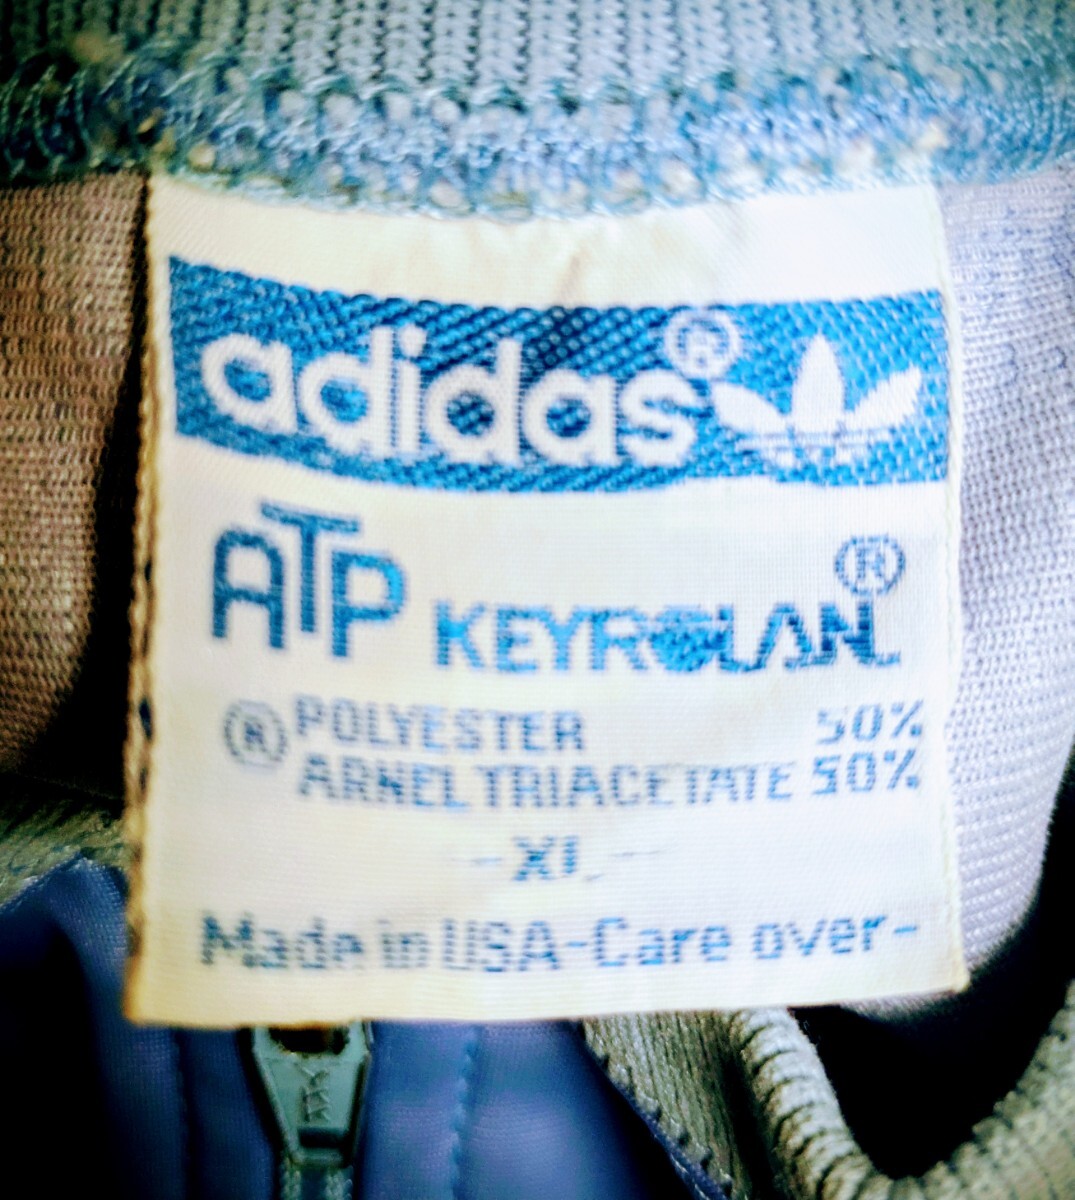 adidas®
ATP KEYROLAN®
® POLYESTER 50%
ARNEL TRIACETATE 50%
-XL-
Made in USA-Care over-